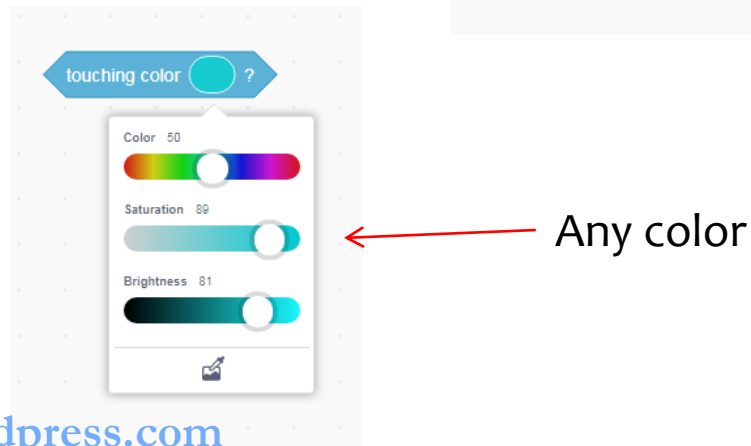 touching color ?
Color 50
Saturation 89
Any color
Brightness 81
dpress.com